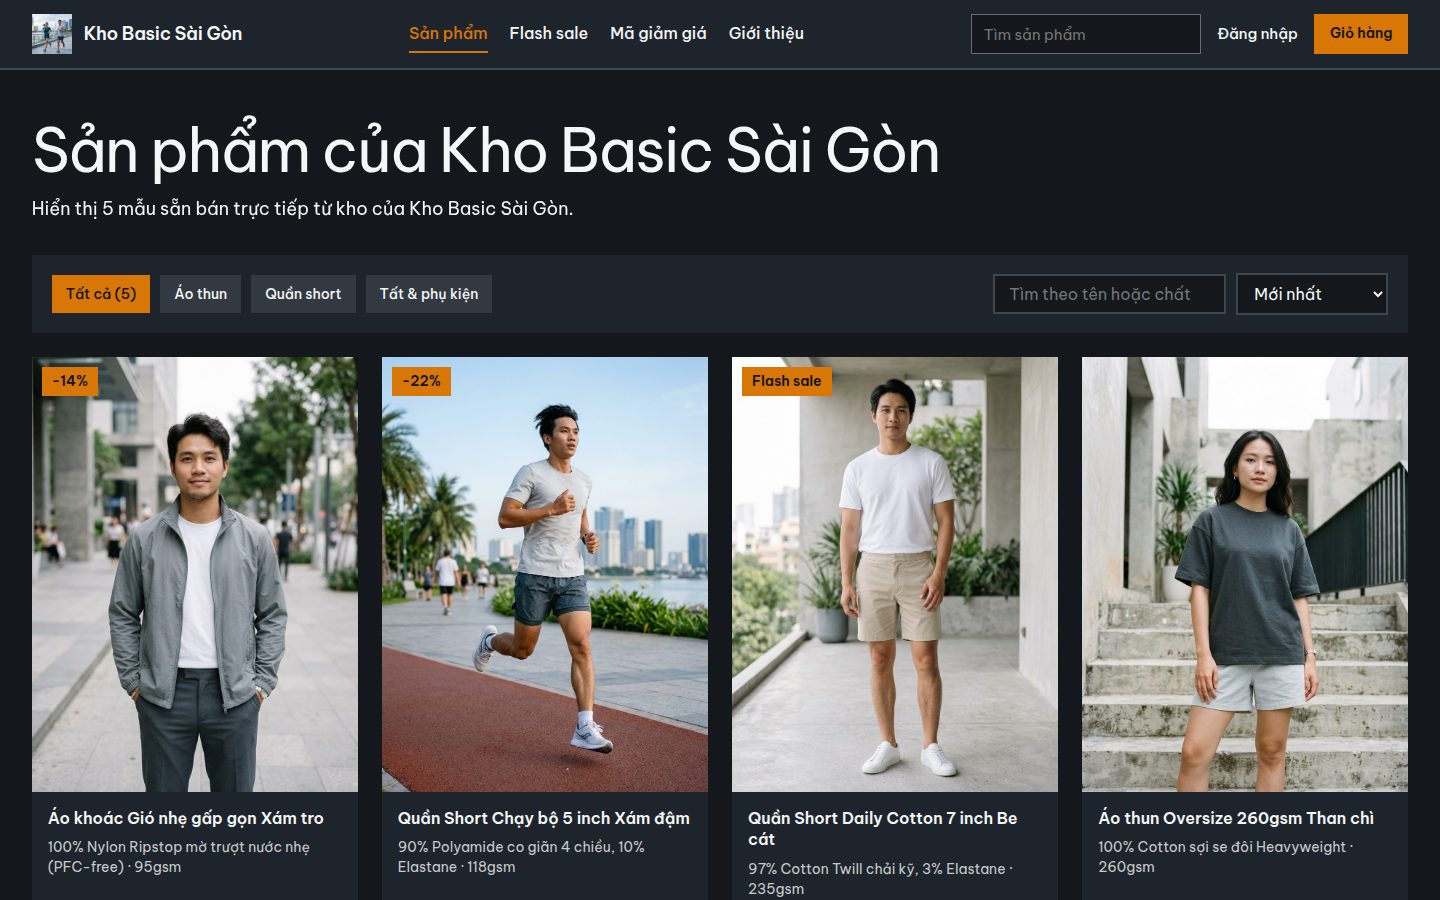 Kho Basic Sài Gòn
Sản phẩm
Flash sale
Mã giảm giá
Giới thiệu
Tìm sản phẩm
Đăng nhập
Giỏ hàng
Sản phẩm của Kho Basic Sài Gòn
Hiển thị 5 mẫu sẵn bán trực tiếp từ kho của Kho Basic Sài Gòn.
Tất cả (5)
Áo thun
Quần short
Tất & phụ kiện
Tìm theo tên hoặc chất
Mới nhất
-14%
-22%
Flash sale
Áo khoác Gió nhẹ gấp gọn Xám tro
100% Nylon Ripstop mờ trượt nước nhẹ
(PFC-free) · 95gsm
Quần Short Chạy bộ 5 inch Xám đậm
90% Polyamide co giãn 4 chiều, 10%
Elastane · 118gsm
Quần Short Daily Cotton 7 inch Be
cát
97% Cotton Twill chải kỹ, 3% Elastane ·
235gsm
Áo thun Oversize 260gsm Than chì
100% Cotton sợi se đôi Heavyweight ·
260gsm